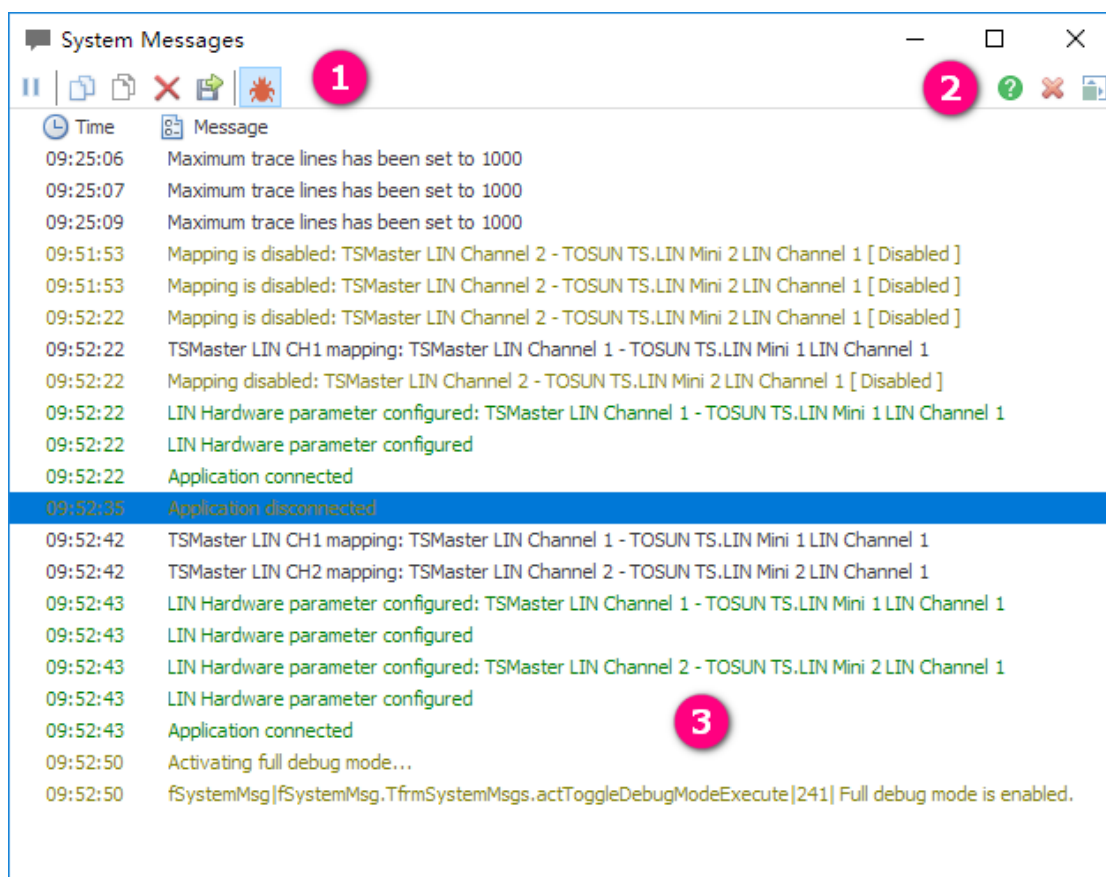 System Messages
1
2
Time Message
09:25:06 Maximum trace lines has been set to 1000
09:25:07 Maximum trace lines has been set to 1000
09:25:09 Maximum trace lines has been set to 1000
09:51:53 Mapping is disabled: TSMaster LIN Channel 2 - TOSUN TS.LIN Mini 2 LIN Channel 1 [ Disabled ]
09:51:53 Mapping is disabled: TSMaster LIN Channel 2 - TOSUN TS.LIN Mini 2 LIN Channel 1 [ Disabled ]
09:52:22 Mapping is disabled: TSMaster LIN Channel 2 - TOSUN TS.LIN Mini 2 LIN Channel 1 [ Disabled ]
09:52:22 TSMaster LIN CH1 mapping: TSMaster LIN Channel 1 - TOSUN TS.LIN Mini 1 LIN Channel 1
09:52:22 Mapping disabled: TSMaster LIN Channel 2 - TOSUN TS.LIN Mini 2 LIN Channel 1 [ Disabled ]
09:52:22 LIN Hardware parameter configured: TSMaster LIN Channel 1 - TOSUN TS.LIN Mini 1 LIN Channel 1
09:52:22 LIN Hardware parameter configured
09:52:22 Application connected
09:52:35 Application disconnected
09:52:42 TSMaster LIN CH1 mapping: TSMaster LIN Channel 1 - TOSUN TS.LIN Mini 1 LIN Channel 1
09:52:42 TSMaster LIN CH2 mapping: TSMaster LIN Channel 2 - TOSUN TS.LIN Mini 2 LIN Channel 1
09:52:43 LIN Hardware parameter configured: TSMaster LIN Channel 1 - TOSUN TS.LIN Mini 1 LIN Channel 1
09:52:43 LIN Hardware parameter configured
09:52:43 LIN Hardware parameter configured: TSMaster LIN Channel 2 - TOSUN TS.LIN Mini 2 LIN Channel 1
09:52:43 LIN Hardware parameter configured
09:52:43 Application connected
3
09:52:50 Activating full debug mode...
09:52:50 fSystemMsg|fSystemMsg.TfrmSystemMsgs.actToggleDebugModeExecute|241| Full debug mode is enabled.